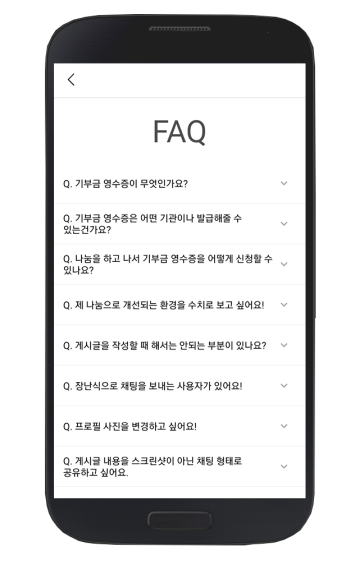 FAQ
Q. 기부금 영수증이 무엇인가요?
Q. 기부금 영수증은 어떤 기관이나 발급해줄 수
있는건가요?
Q. 나눔을 하고 나서 기부금 영수증을 어떻게 신청할 수
있나요?
Q. 제 나눔으로 개선되는 환경을 수치로 보고 싶어요!
Q. 게시글을 작성할 때 해서는 안되는 부분이 있나요?
Q. 장난식으로 채팅을 보내는 사용자가 있어요!
Q. 프로필 사진을 변경하고 싶어요!
Q. 게시글 내용을 스크린샷이 아닌 채팅 형태로
공유하고 싶어요.